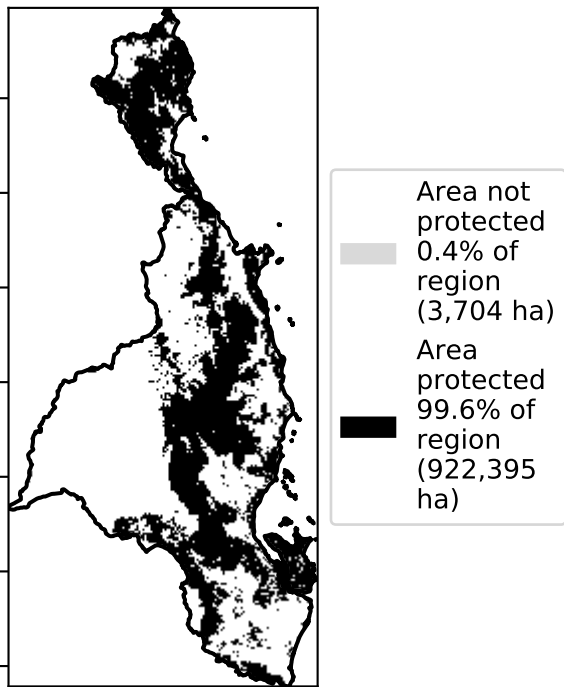 Area not
protected
0.4% of
region
(3,704 ha)
Area
protected
99.6% of
region
(922,395
ha)